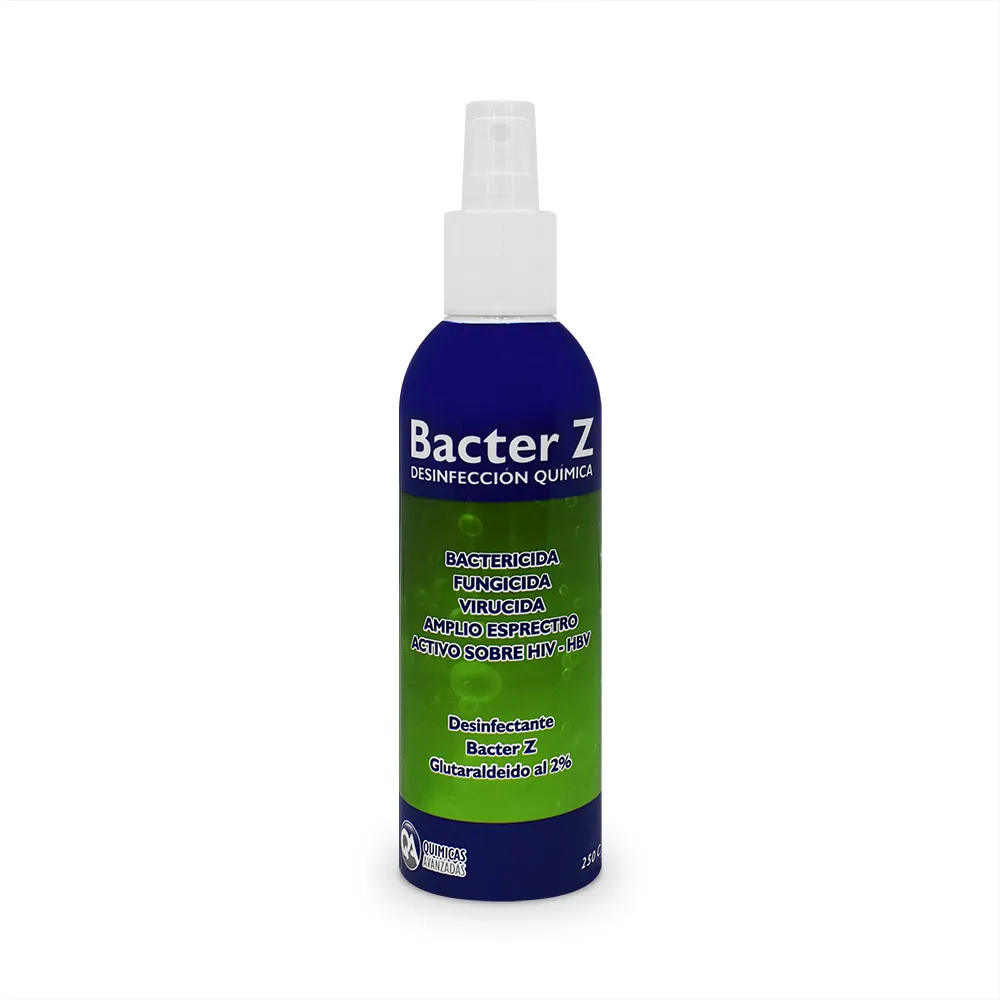 Bacter Z
DESINFECCIÓN QUÍMICA
BACTERICIDA
FUNGICIDA
VIRUCIDA
AMPLIO ESPRECTRO
ACTIVO SOBRE HIV - HBV
Desinfectante
Bacter Z
Glutaraldeido al 2%
QA
QUIMICAS
AVANZADAS
250 C